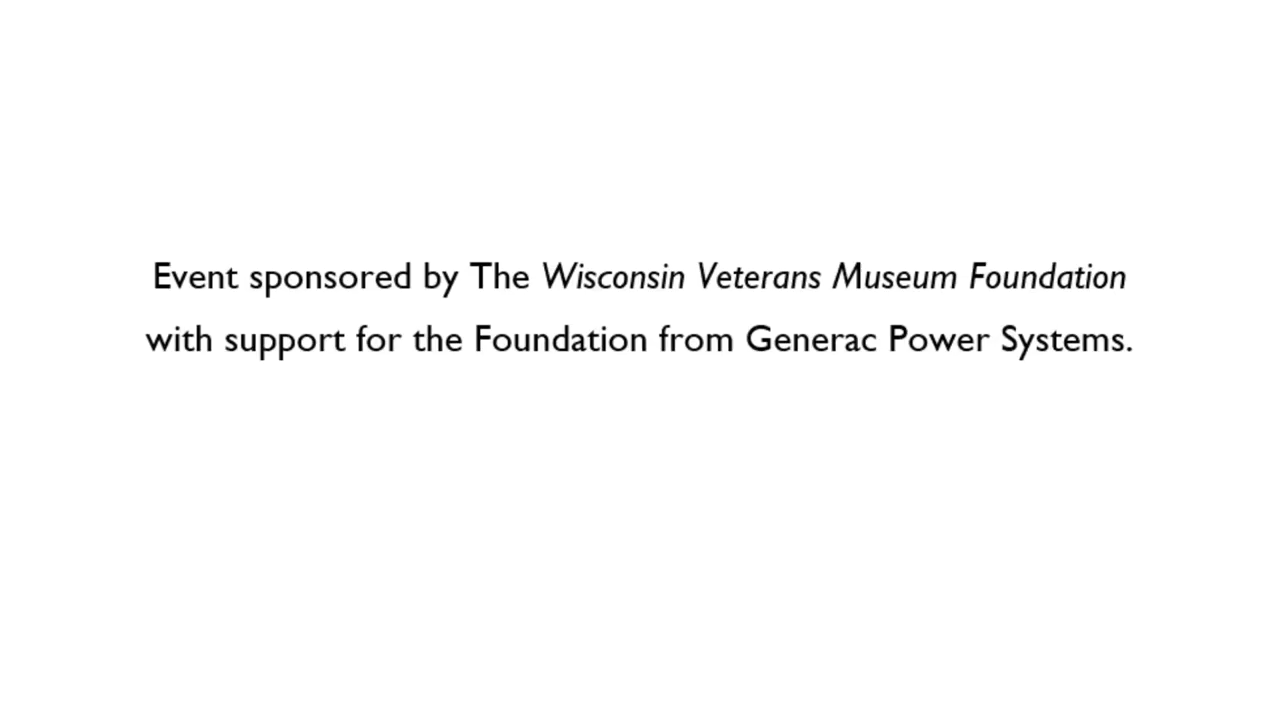 Event sponsored by The Wisconsin Veterans Museum Foundation
with support for the Foundation from Generac Power Systems.